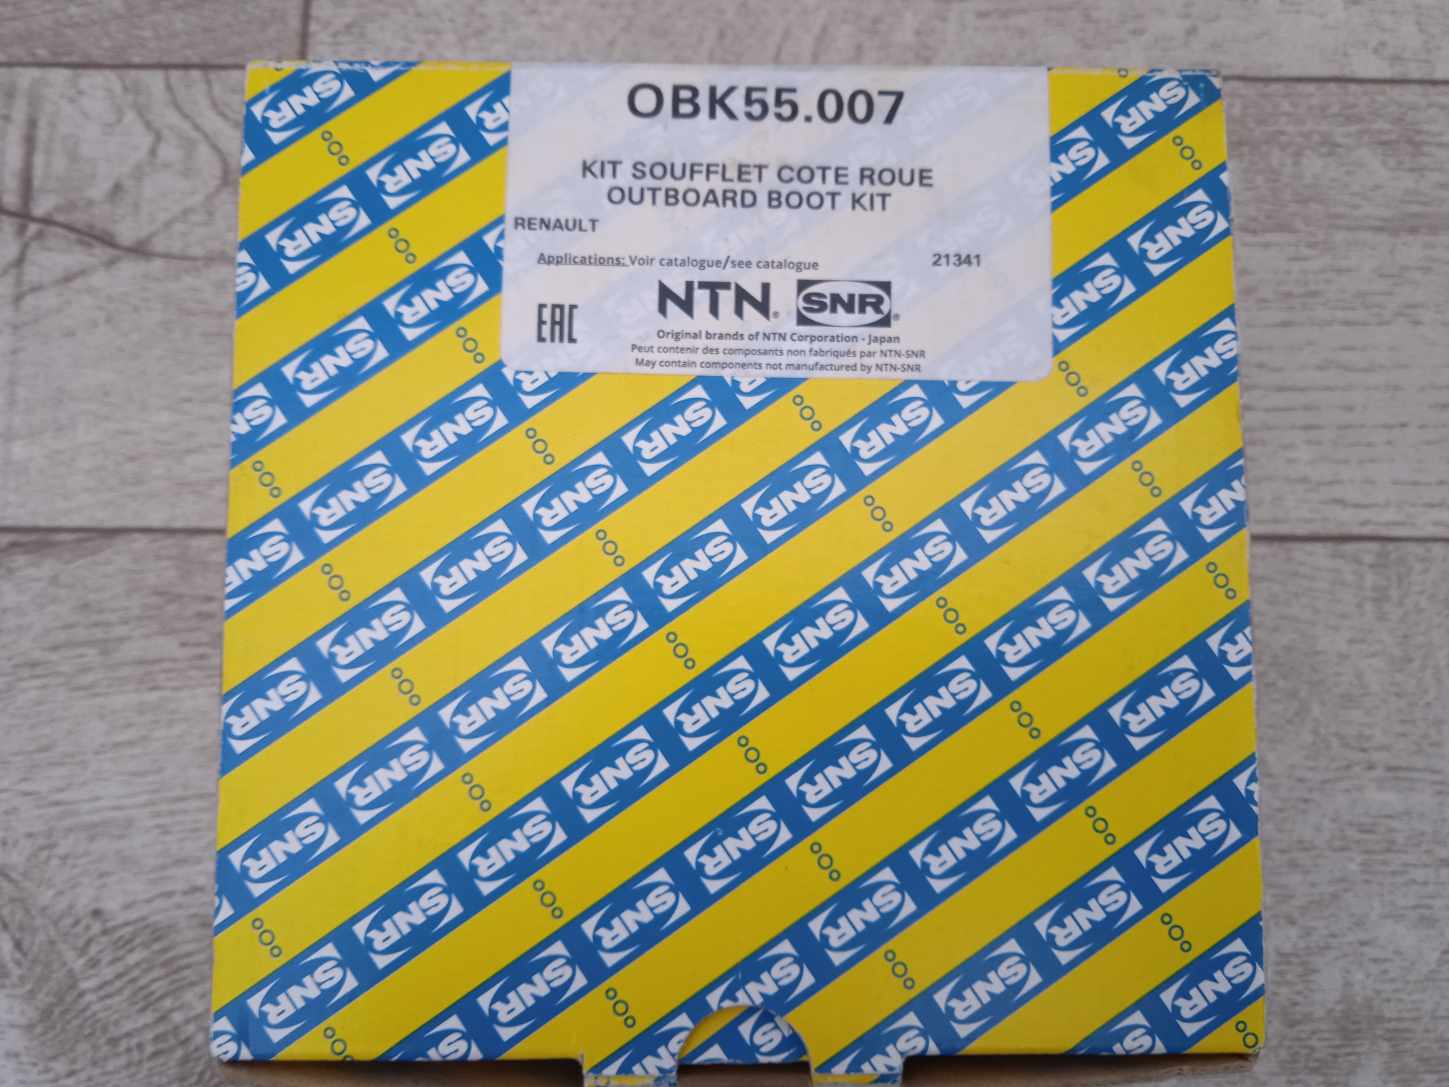 OBK55.007
KIT SOUFFLET COTE ROUE
OUTBOARD BOOT KIT
RENAULT
Applications: Voir catalogue/see catalogue 21341
EAC NTN® SNR®
Original brands of NTN Corporation - Japan
Peut contenir des composants non fabriqués par NTN-SNR
May contain components not manufactured by NTN-SNR
SNR